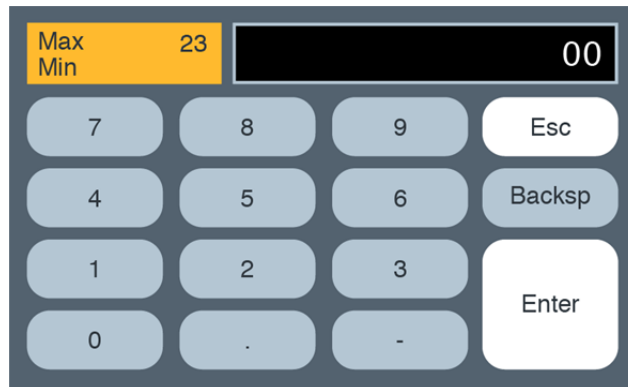 Max 23
Min
00
7 8 9 Esc
4 5 6 Backsp
1 2 3
Enter
0 . -